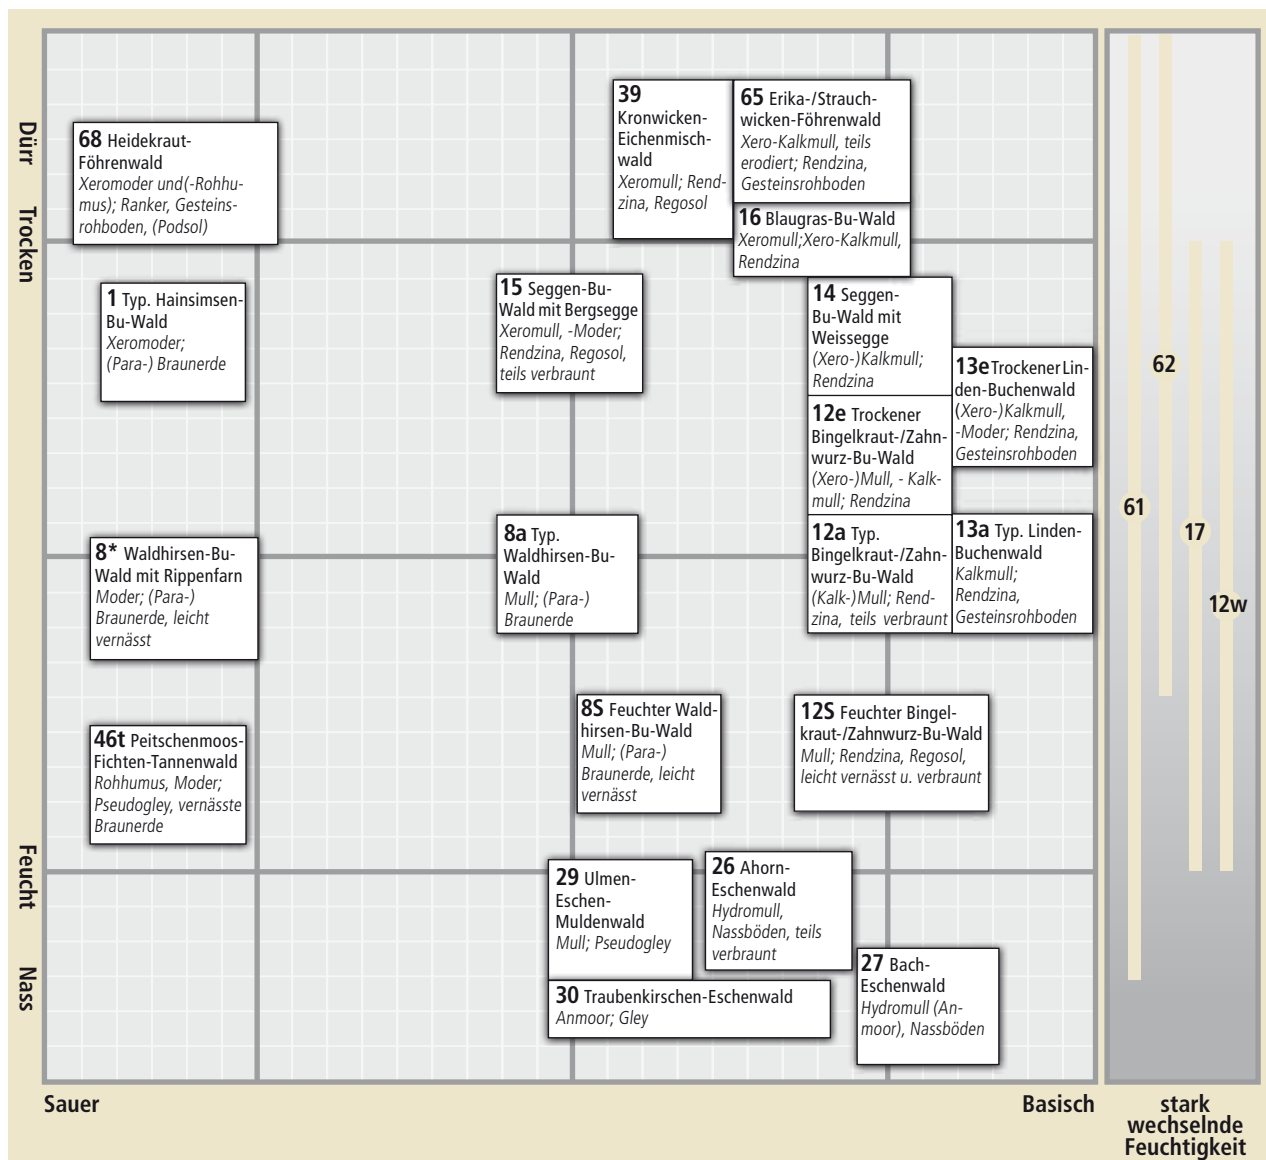 Dürr
Trocken
Feucht
Nass
39
Kronwicken-
Eichenmisch-
wald
Xeromull; Rend-
zina, Regosol
65 Erika-/Strauch-
wicken-Föhrenwald
Xero-Kalkmull, teils
erodiert; Rendzina,
Gesteinsrohboden
68 Heidekraut-
Föhrenwald
Xeromoder und(-Rohhu-
mus); Ranker, Gesteins-
rohboden, (Podsol)
16 Blaugras-Bu-Wald
Xeromull;Xero-Kalkmull,
Rendzina
1 Typ. Hainsimsen-
Bu-Wald
Xeromoder;
(Para-) Braunerde
15 Seggen-Bu-
Wald mit Bergsegge
Xeromull, -Moder;
Rendzina, Regosol,
teils verbraunt
14 Seggen-
Bu-Wald mit
Weissegge
(Xero-)Kalkmull;
Rendzina
13e Trockener Lin-
den-Buchenwald
(Xero-)Kalkmull,
-Moder; Rendzina,
Gesteinsrohboden
12e Trockener
Bingelkraut-/Zahn-
wurz-Bu-Wald
(Xero-)Mull, - Kalk-
mull; Rendzina
8* Waldhirsen-Bu-
Wald mit Rippenfarn
Moder; (Para-)
Braunerde, leicht
vernässt
8a Typ.
Waldhirsen-Bu-
Wald
Mull; (Para-)
Braunerde
12a Typ.
Bingelkraut-/Zahn-
wurz-Bu-Wald
(Kalk-)Mull; Rend-
zina, teils verbraunt
13a Typ. Linden-
Buchenwald
Kalkmull;
Rendzina,
Gesteinsrohboden
46t Peitschenmoos-
Fichten-Tannenwald
Rohhumus, Moder;
Pseudogley, vernässte
Braunerde
8S Feuchter Wald-
hirsen-Bu-Wald
Mull; (Para-)
Braunerde, leicht
vernässt
12S Feuchter Bingel-
kraut-/Zahnwurz-Bu-Wald
Mull; Rendzina, Regosol,
leicht vernässt u. verbraunt
29 Ulmen-
Eschen-
Muldenwald
Mull; Pseudogley
26 Ahorn-
Eschenwald
Hydromull,
Nassböden, teils
verbraunt
27 Bach-
Eschenwald
Hydromull (An-
moor), Nassböden
30 Traubenkirschen-Eschenwald
Anmoor; Gley
62
61
17
12w
Sauer
Basisch
stark
wechselnde
Feuchtigkeit